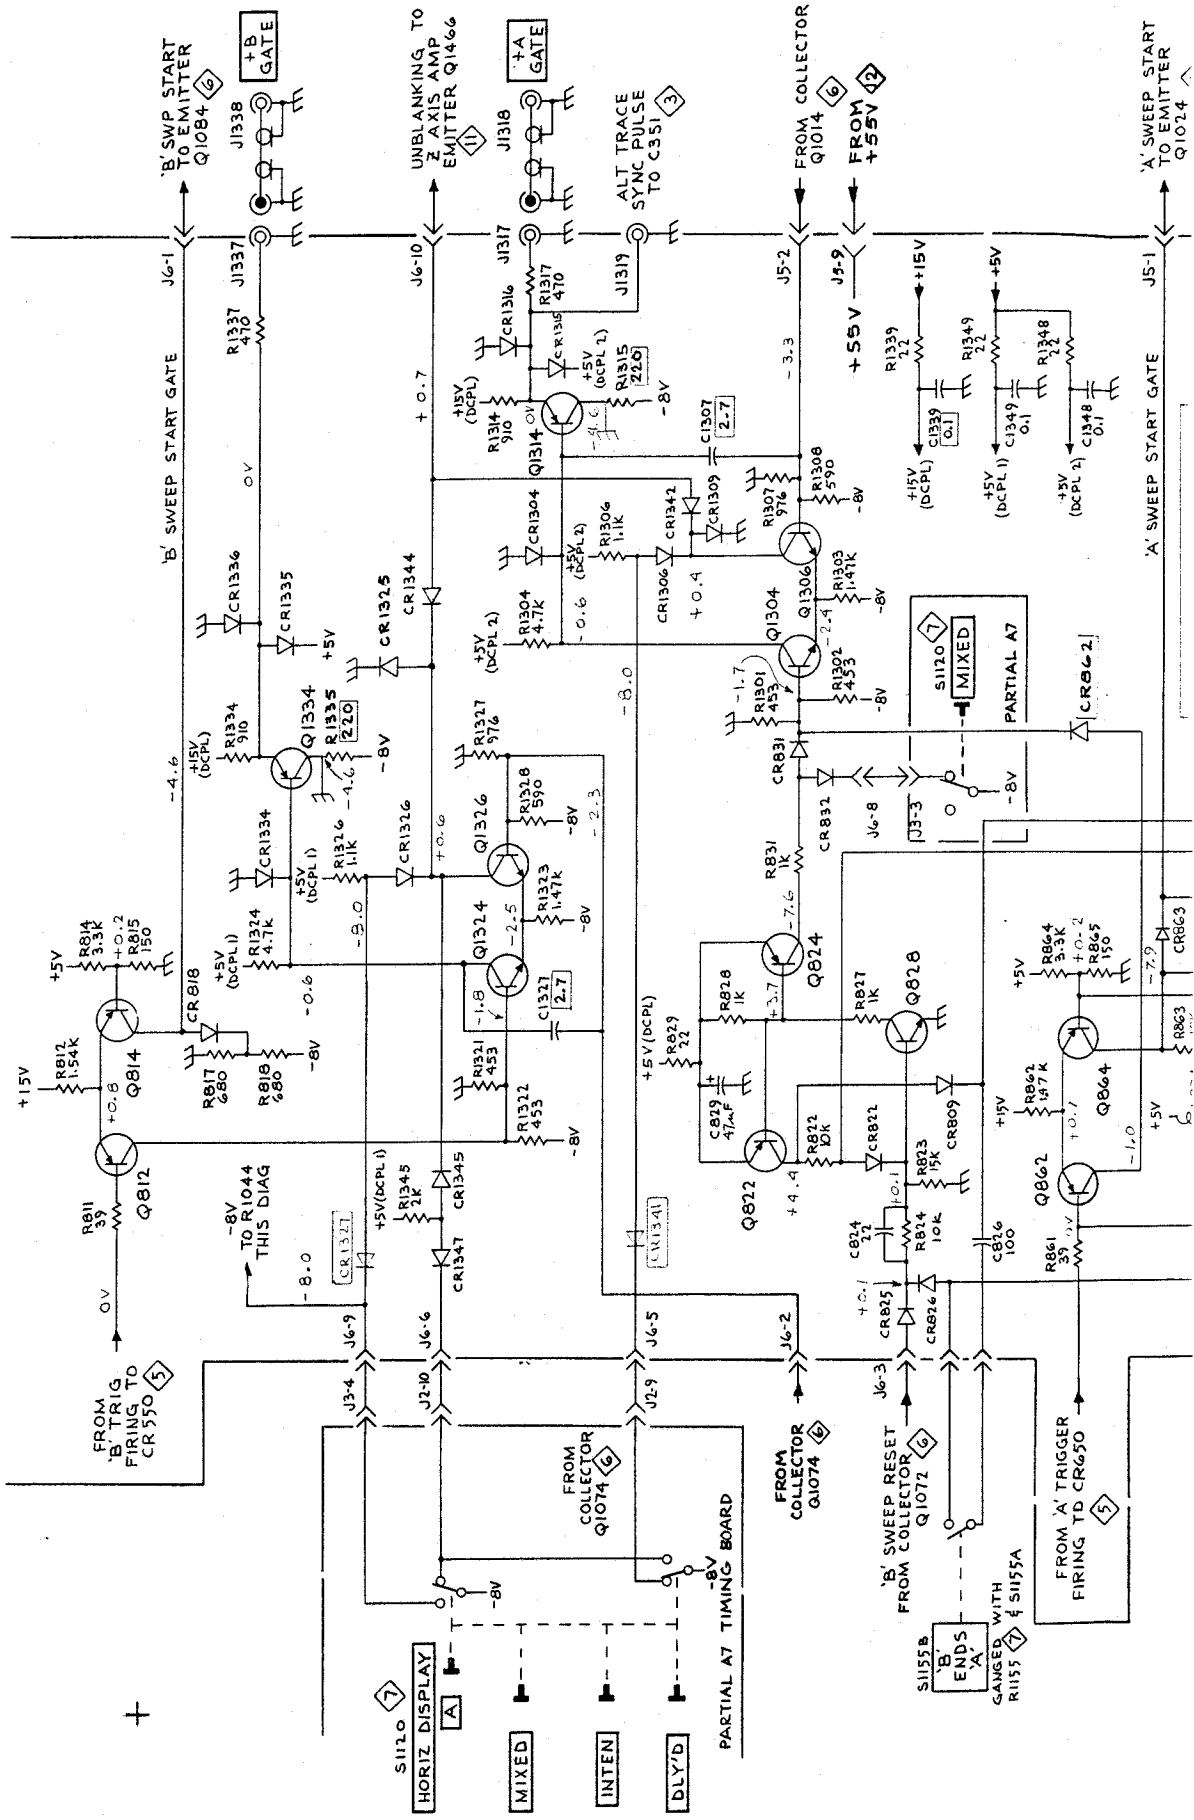 FROM
'B' TRIG
FIRING TO
CR550 5
0V
R811
39
Q812
+15V
R812
1.54K
+0.8
Q814
+5V
R814
3.3K
+0.2
R815
150
CR818
R817
680
R818
680
-8V
-4.6
'B' SWEEP START GATE
J6-1
'B' SWP START
TO EMITTER
Q1084 6
+B
GATE
J1338
J1337
R1337
470
0V
CR1336
CR1335
+5V
+15V
(DCPL)
R1334
910
Q1334
R1335
220
-4.6
-8V
CR1334
+5V
(DCPL1)
R1324
4.7K
-0.6
+5V
(DCPL1)
R1326
1.1K
-8.0
CR1326
+0.6
CR1325
CR1344
+0.7
J6-10
UNBLANKING TO
Z AXIS AMP
EMITTER Q1466
11
-8V
TO R1044
THIS DIAG
-8.0
CR1327
J6-9
J3-4
+5V(DCPL1)
R1345
2K
CR1345
CR1347
J6-6
J2-10
R1321
453
-1.8
R1322
453
-8V
C1327
2.7
Q1324
-2.5
R1323
1.47K
-8V
Q1326
R1327
976
R1328
590
-8V
-2.3
+A
GATE
J1318
J1317
R1317
470
CR1316
CR1315
+5V
(DCPL 2)
+15V
(DCPL)
R1314
910
0V
Q1314
R1315
220
-4.6
-8V
J1319
ALT TRACE
SYNC PULSE
TO C351 3
CR1304
+5V
(DCPL 2)
R1304
4.7K
-0.6
+5V
(DCPL2)
R1306
1.1K
CR1306
+0.4
CR1342
CR1309
C1307
2.7
-8.0
CR1341
J6-5
J2-9
FROM
COLLECTOR
Q1074 6
S1120 7
HORIZ DISPLAY
A
MIXED
INTEN
DLY'D
-8V
-8V
PARTIAL A7 TIMING BOARD
FROM COLLECTOR
Q1014 6
J5-2
-3.3
R1307
976
R1308
590
-8V
Q1306
R1303
1.47K
-8V
-2.4
Q1304
-1.7
R1301
453
R1302
453
-8V
CR831
CR832
J6-8
J3-3
S1120 7
MIXED
-8V
PARTIAL A7
CR862
R831
1K
-7.6
Q824
+3.7
R828
1K
R827
1K
Q828
+5V(DCPL)
R829
22
C829
47µF
Q822
+4.4
R822
10K
CR822
CR809
+0.1
R823
15K
C824
22
R824
10K
C826
100
+0.1
CR825
CR826
J6-2
FROM
COLLECTOR
Q1074 6
J6-3
'B' SWEEP RESET
FROM COLLECTOR
Q1072 6
S1155B
'B'
ENDS
'A'
GANGED WITH
R1155 7 & S1155A
FROM
+55V 12
J5-9
+55V
+15V
R1339
22
C1339
0.1
+15V
(DCPL)
+5V
R1349
22
C1349
0.1
+5V
(DCPL 1)
R1348
22
C1348
0.1
+5V
(DCPL 2)
FROM 'A' TRIGGER
FIRING TO CR650
5
R861
39
0V
Q862
-1.0
+15V
R862
1.47K
+0.7
Q864
+5V
R864
3.3K
+0.2
R865
150
-7.9
CR863
R863
+5V
'A' SWEEP START GATE
J5-1
'A' SWEEP START
TO EMITTER
Q1024